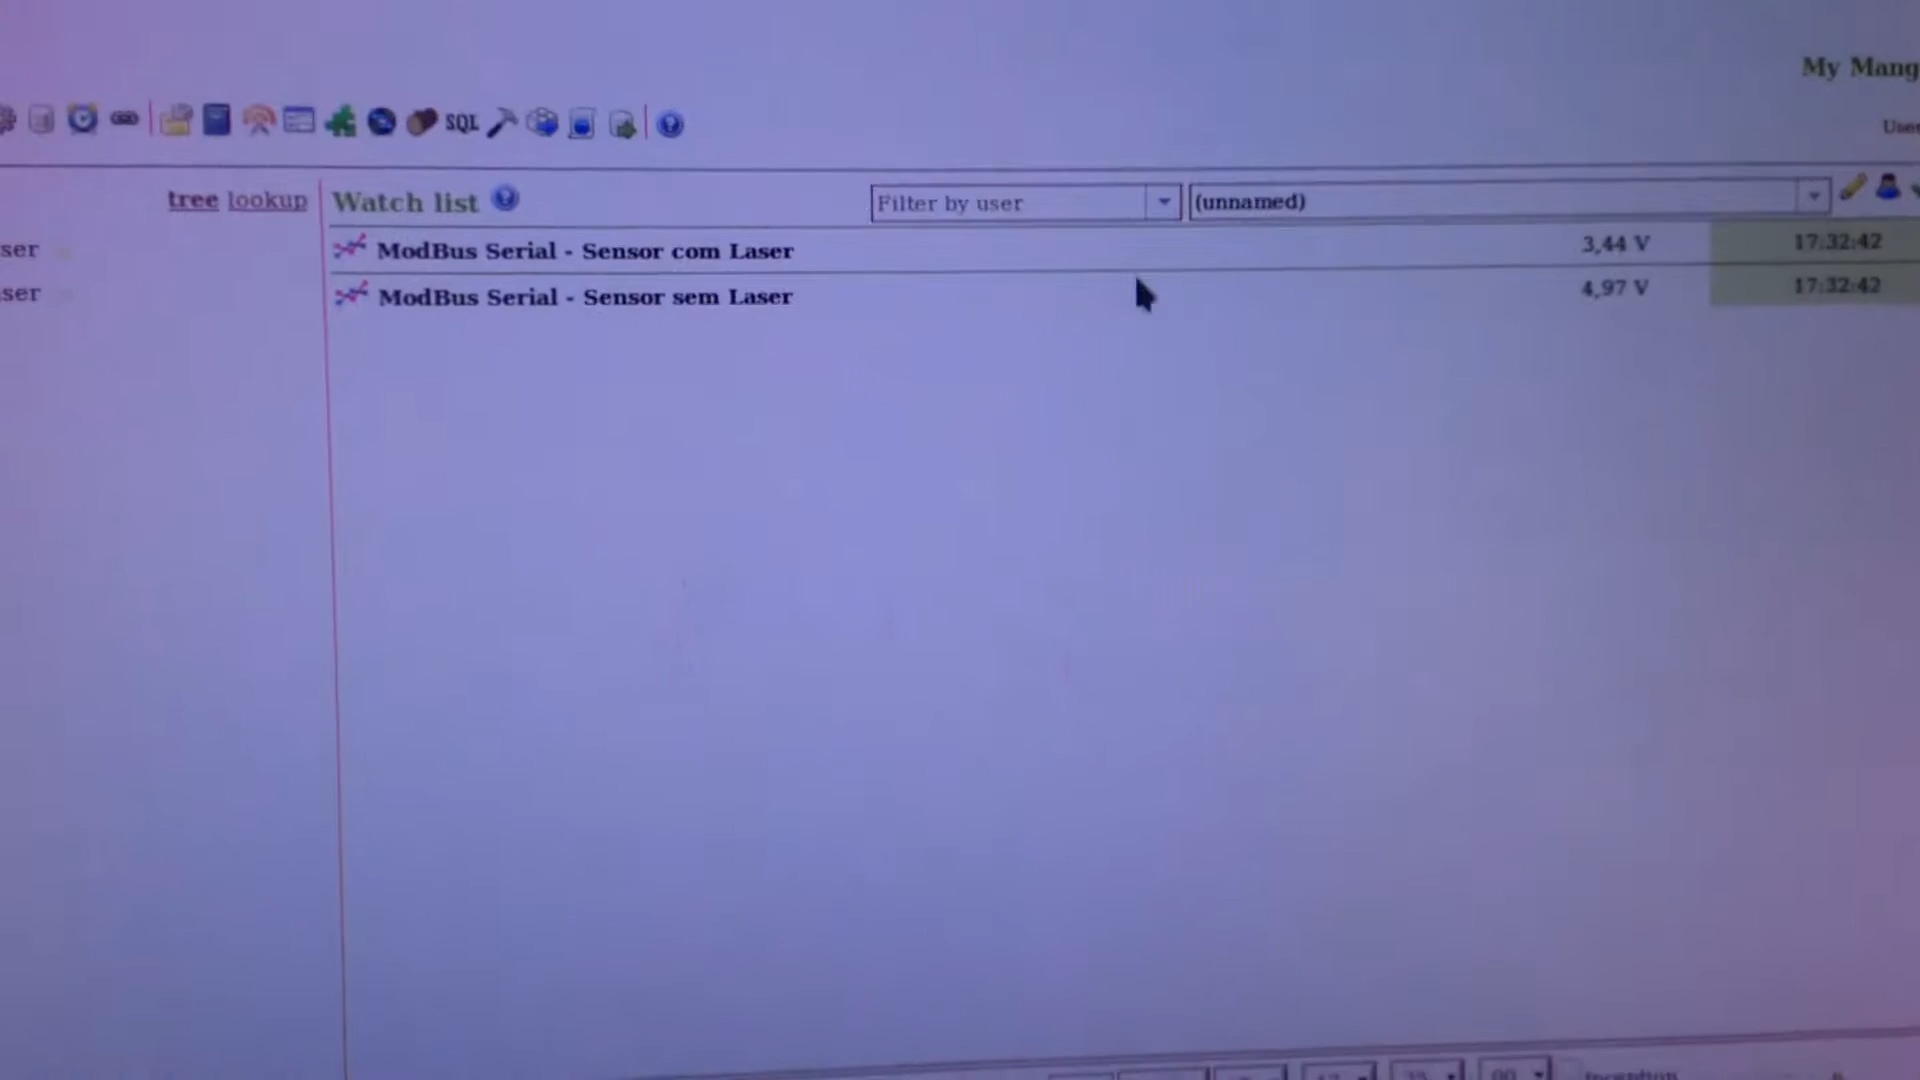 My Mang
SQL
User
tree lookup
Watch list
Filter by user
(unnamed)
ser
ModBus Serial - Sensor com Laser
3,44 V
17:32:42
ser
ModBus Serial - Sensor sem Laser
4,97 V
17:32:42